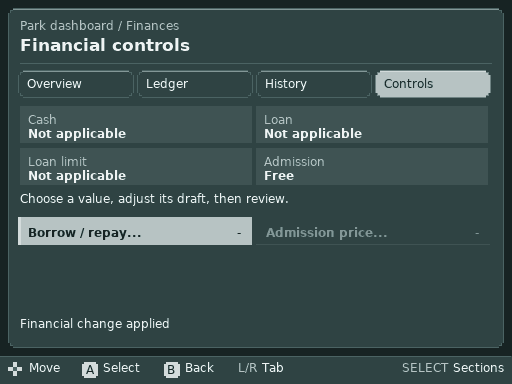 Park dashboard / Finances
Financial controls
Overview Ledger History Controls
Cash Loan
Not applicable Not applicable
Loan limit Admission
Not applicable Free
Choose a value, adjust its draft, then review.
Borrow / repay... - Admission price... -
Financial change applied
Move A Select B Back L/R Tab SELECT Sections